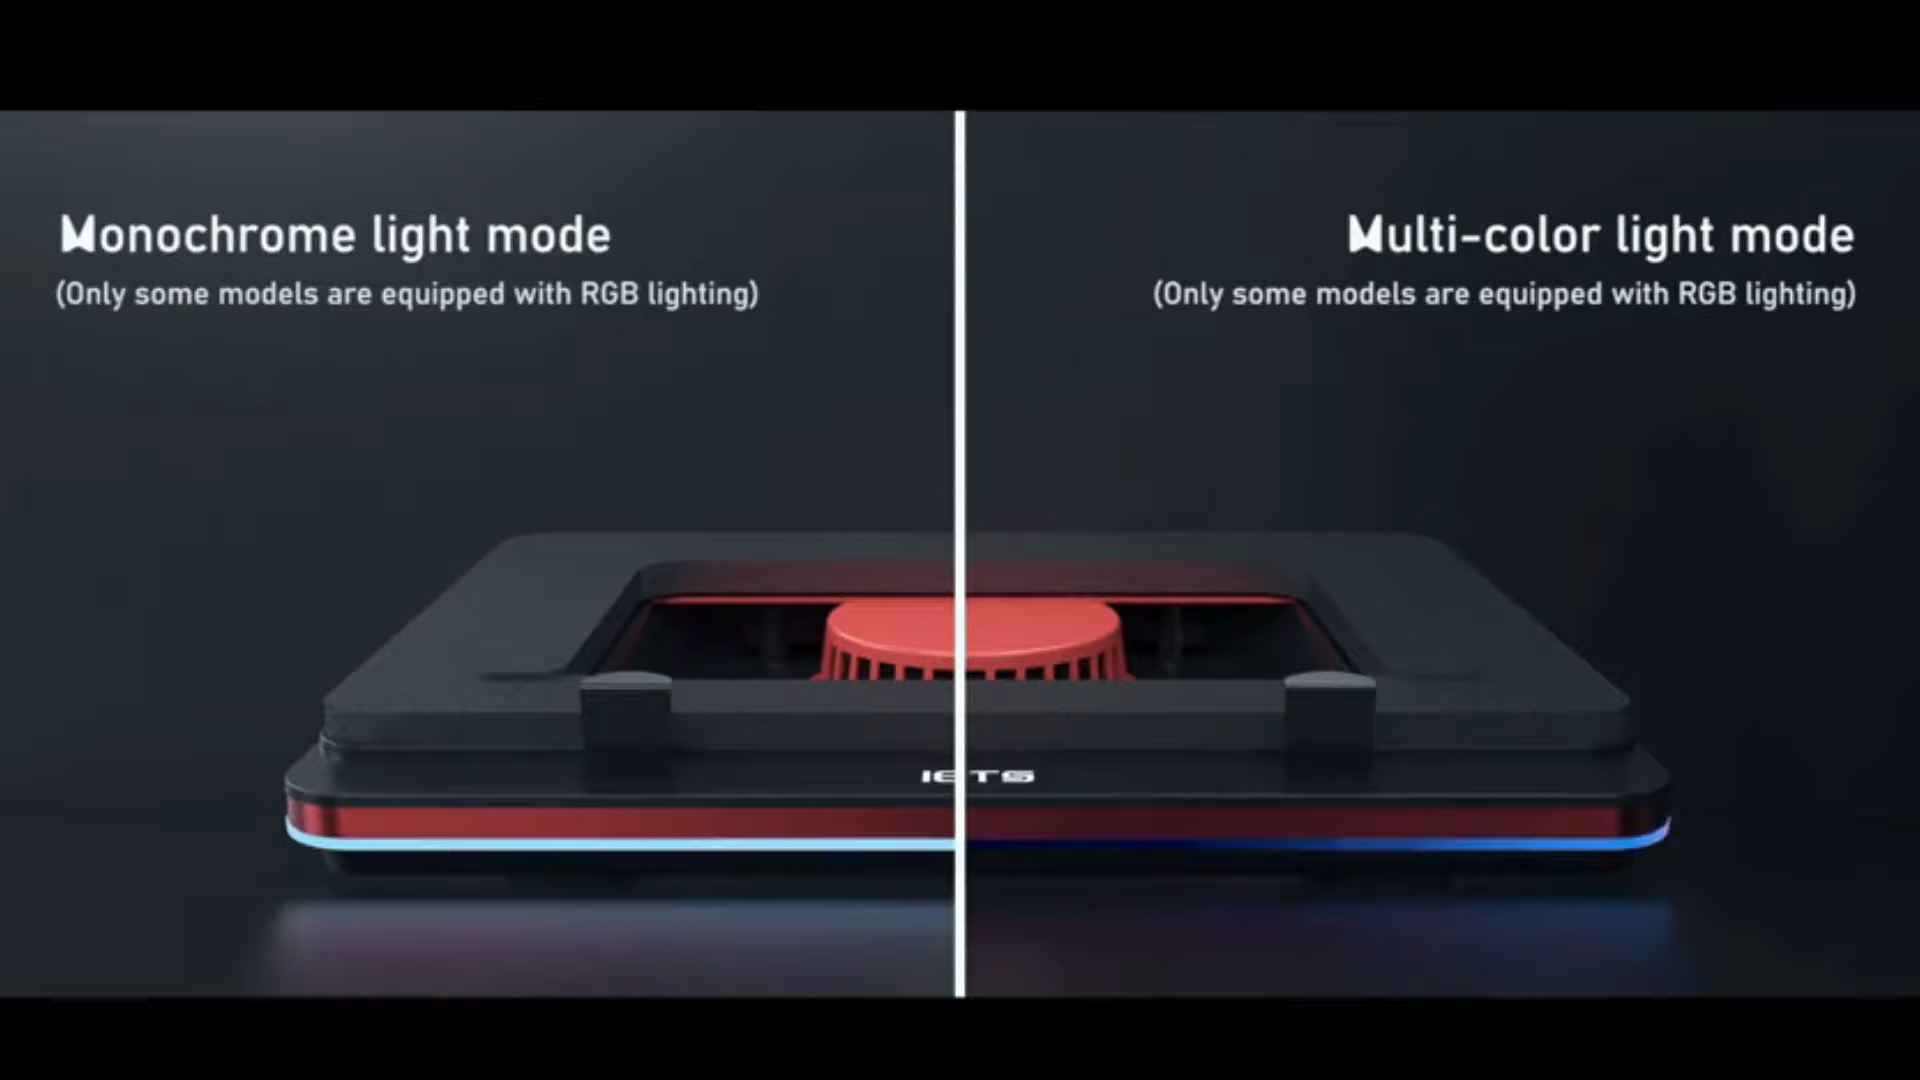 Monochrome light mode
(Only some models are equipped with RGB lighting)
Multi-color light mode
(Only some models are equipped with RGB lighting)
IETS